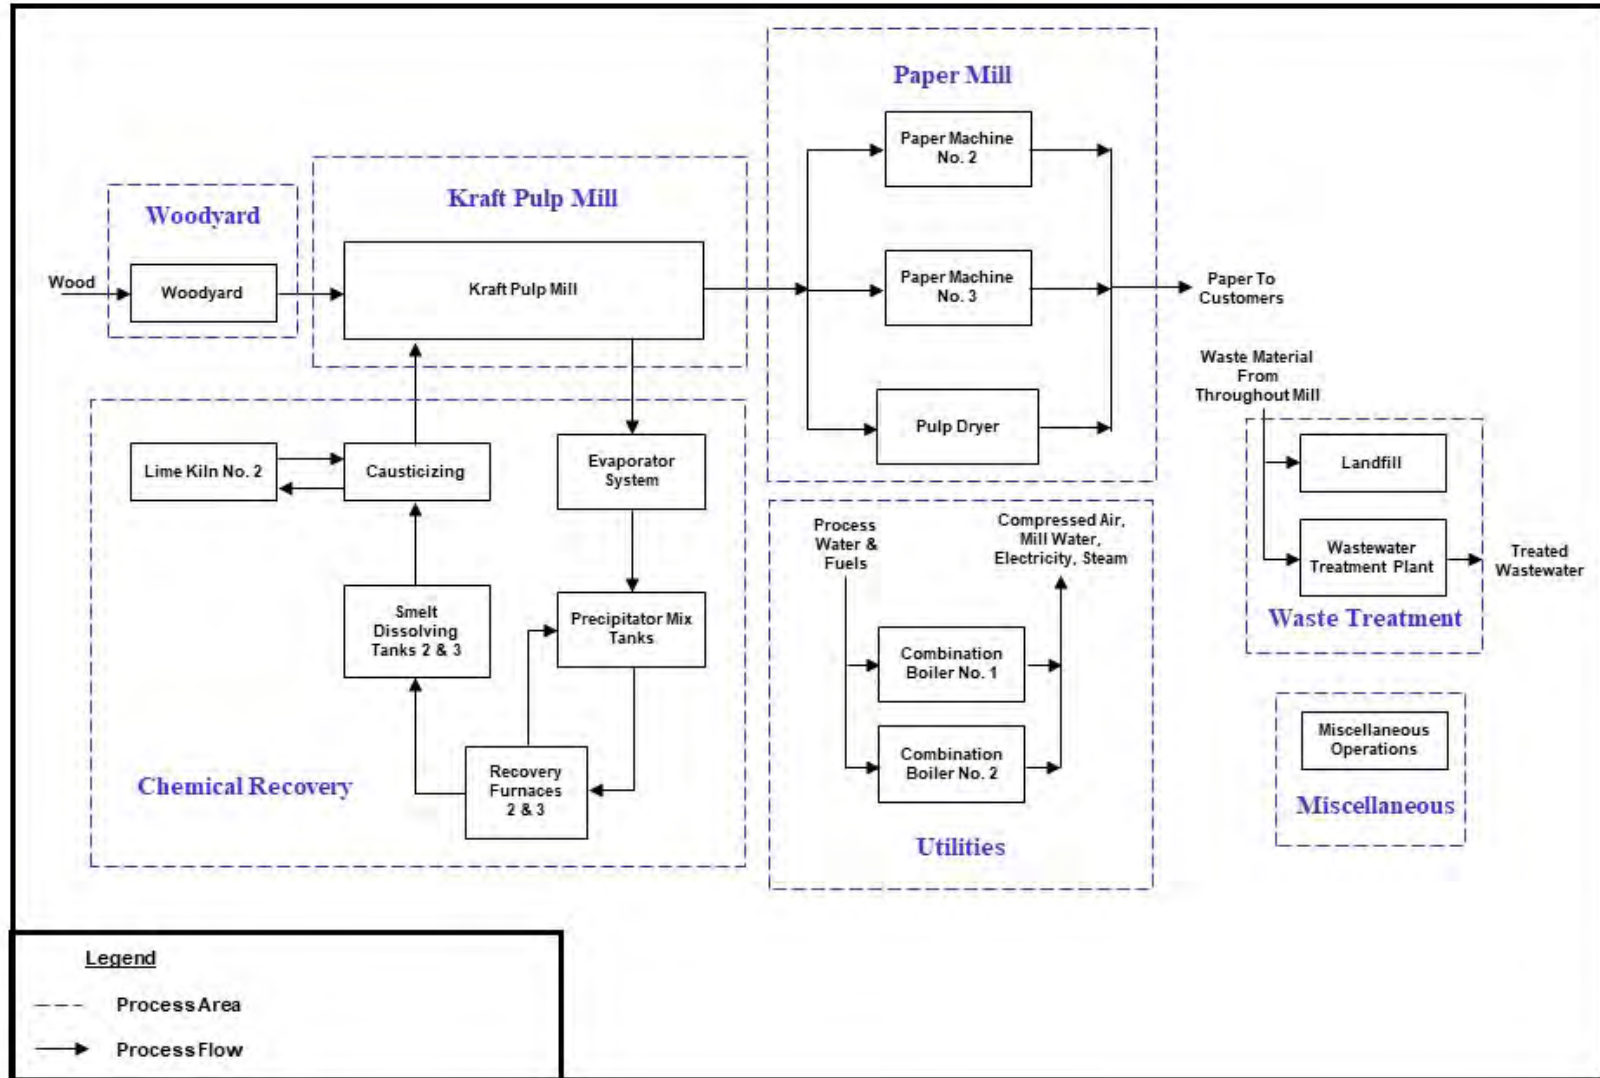 Paper Mill
Paper Machine
No. 2
Kraft Pulp Mill
Woodyard
Wood
Woodyard
Kraft Pulp Mill
Paper Machine
No. 3
Paper To
Customers
Pulp Dryer
Waste Material
From
Throughout Mill
Lime Kiln No. 2
Causticizing
Evaporator
System
Landfill
Process
Water &
Fuels
Compressed Air,
Mill Water,
Electricity, Steam
Wastewater
Treatment Plant
Treated
Wastewater
Waste Treatment
Smelt
Dissolving
Tanks 2 & 3
Precipitator Mix
Tanks
Combination
Boiler No. 1
Combination
Boiler No. 2
Miscellaneous
Operations
Miscellaneous
Chemical Recovery
Recovery
Furnaces
2 & 3
Utilities
Legend
Process Area
Process Flow